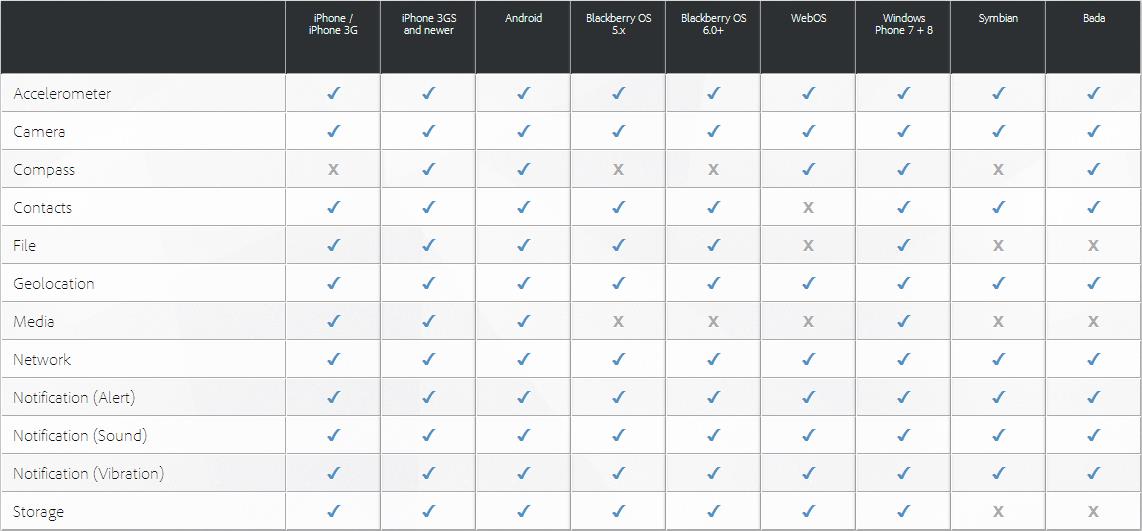 iPhone /
iPhone 3G
iPhone 3GS
and newer
Android
Blackberry OS
5.x
Blackberry OS
6.0+
WebOS
Windows
Phone 7 + 8
Symbian
Bada
Accelerometer ✓ ✓ ✓ ✓ ✓ ✓ ✓ ✓ ✓
Camera ✓ ✓ ✓ ✓ ✓ ✓ ✓ ✓ ✓
Compass X ✓ ✓ X X ✓ ✓ X ✓
Contacts ✓ ✓ ✓ ✓ ✓ X ✓ ✓ ✓
File ✓ ✓ ✓ ✓ ✓ X ✓ X X
Geolocation ✓ ✓ ✓ ✓ ✓ ✓ ✓ ✓ ✓
Media ✓ ✓ ✓ X X X ✓ X X
Network ✓ ✓ ✓ ✓ ✓ ✓ ✓ ✓ ✓
Notification (Alert) ✓ ✓ ✓ ✓ ✓ ✓ ✓ ✓ ✓
Notification (Sound) ✓ ✓ ✓ ✓ ✓ ✓ ✓ ✓ ✓
Notification (Vibration) ✓ ✓ ✓ ✓ ✓ ✓ ✓ ✓ ✓
Storage ✓ ✓ ✓ ✓ ✓ ✓ ✓ X X